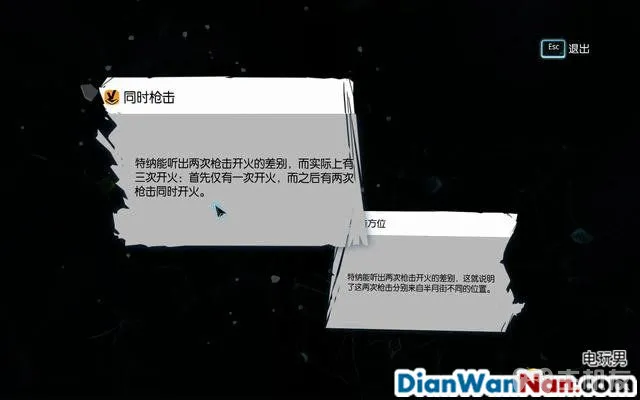 Esc 退出
同时枪击
特纳能听出两次枪击开火的差别，而实际上有
三次开火：首先仅有一次开火，而之后有两次
枪击同时开火。
方位
特纳能听出两次枪击开火的差别，这就说明
了这两次枪击分别来自半月街不同的位置。
电玩男
DianWanNan.com